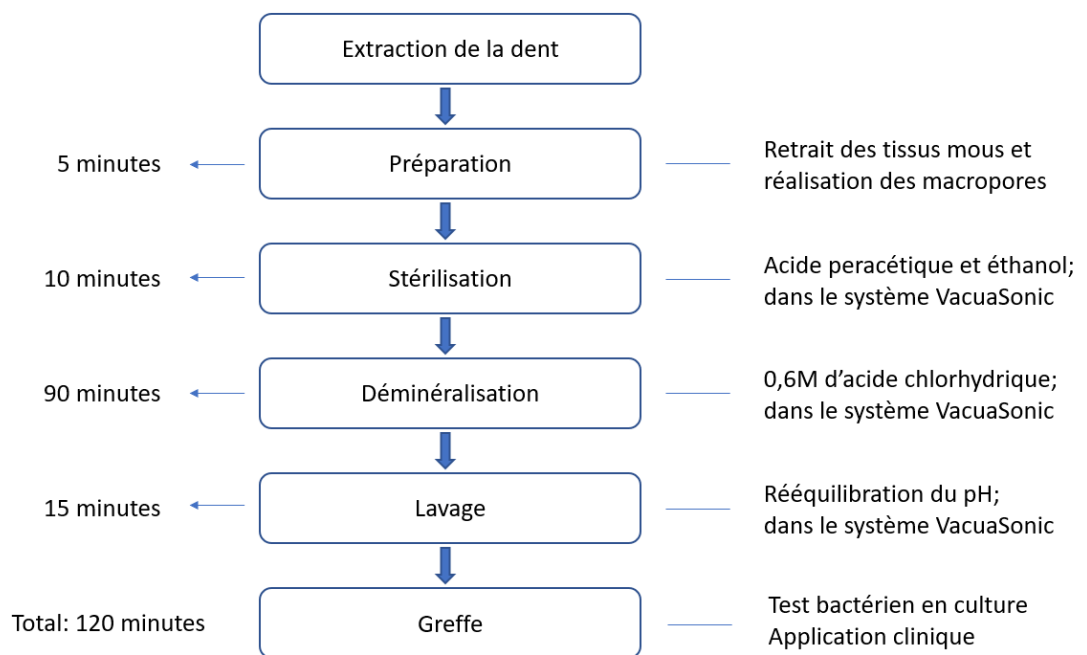 Extraction de la dent
5 minutes
Préparation
Retrait des tissus mous et
réalisation des macropores
10 minutes
Stérilisation
Acide peracétique et éthanol;
dans le système VacuaSonic
90 minutes
Déminéralisation
0,6M d’acide chlorhydrique;
dans le système VacuaSonic
15 minutes
Lavage
Rééquilibration du pH;
dans le système VacuaSonic
Total: 120 minutes
Greffe
Test bactérien en culture
Application clinique